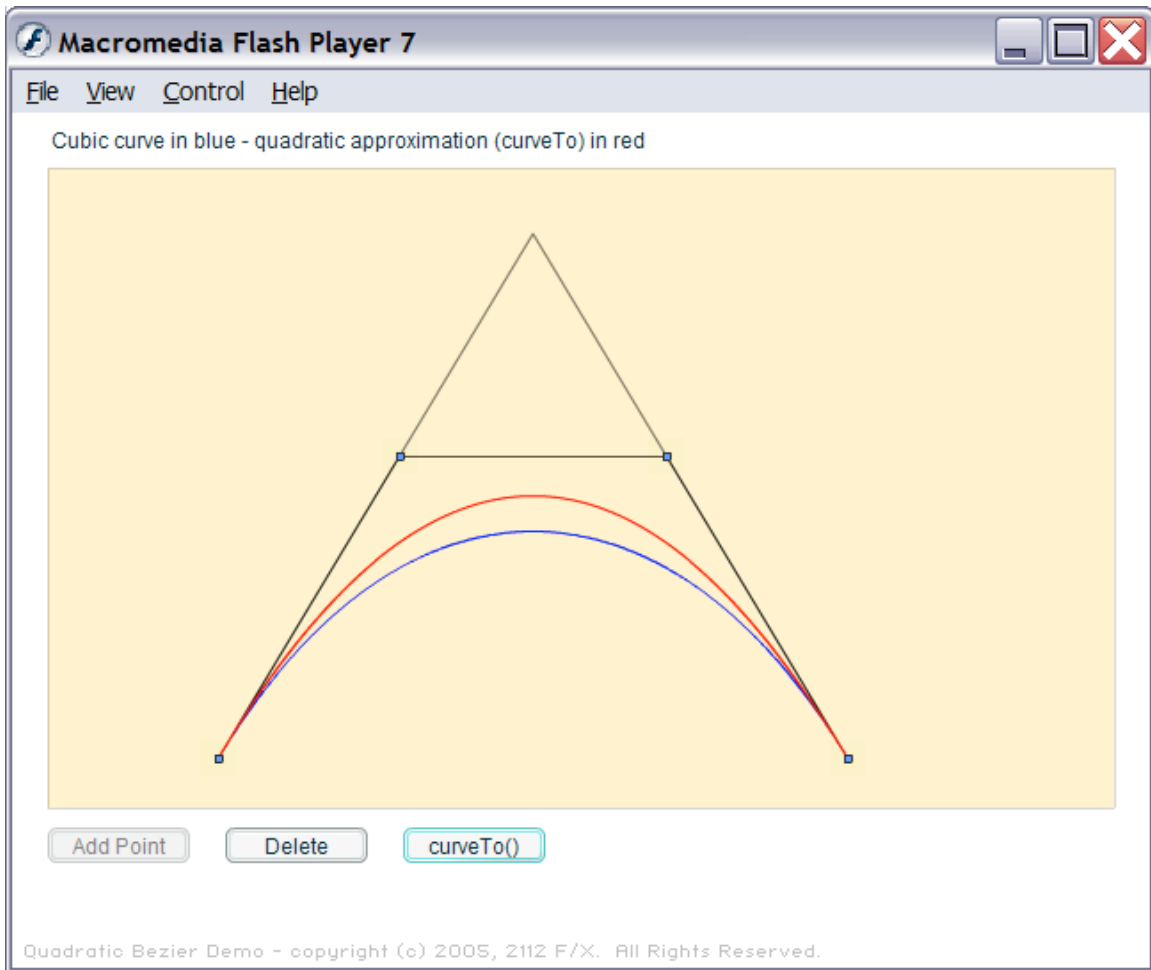 Macromedia Flash Player 7
File View Control Help
Cubic curve in blue - quadratic approximation (curveTo) in red
Add Point Delete curveTo()
Quadratic Bezier Demo - copyright (c) 2005, 2112 F/X. All Rights Reserved.